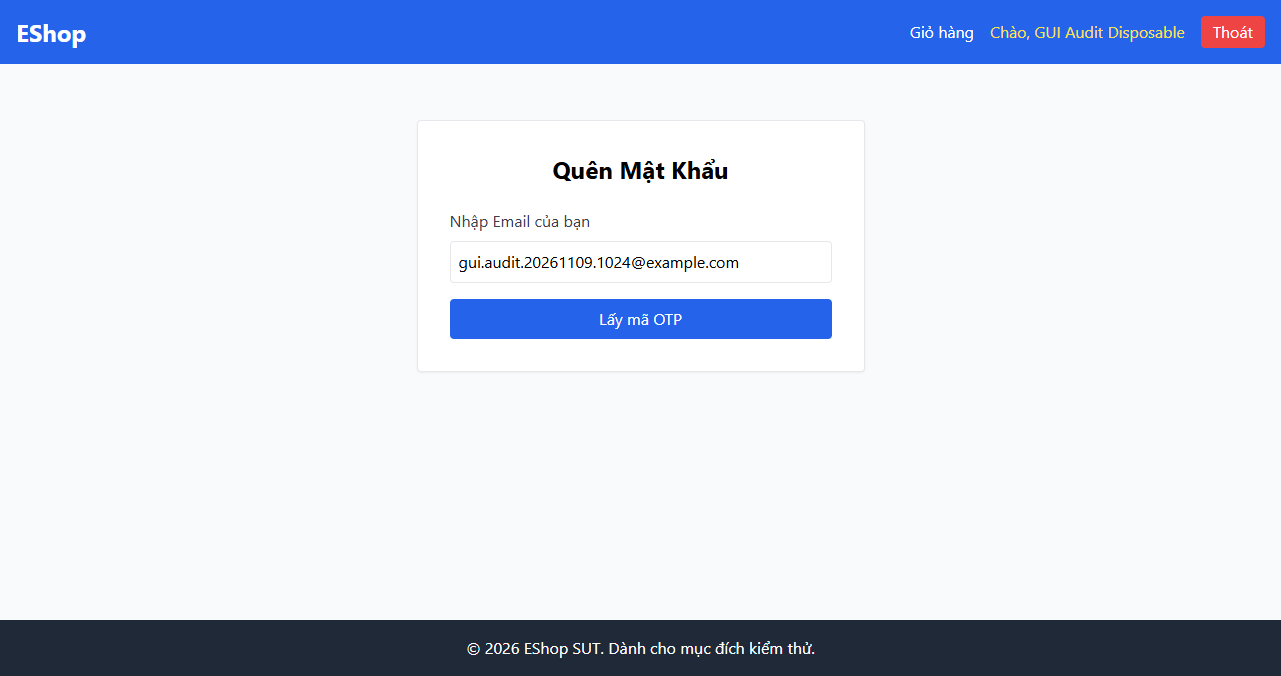 EShop
Giỏ hàng Chào, GUI Audit Disposable Thoát
Quên Mật Khẩu
Nhập Email của bạn
gui.audit.20261109.1024@example.com
Lấy mã OTP
© 2026 EShop SUT. Dành cho mục đích kiểm thử.